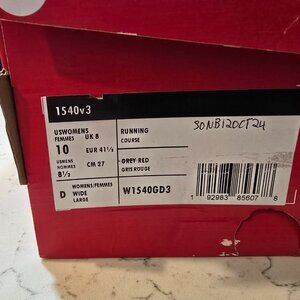 1540v3
USWOMENS FEMMES
10
UK 8
EUR 41½
USMENS HOMMES
8½
CM 27
D
WOMENS/FEMMES
WIDE
LARGE
RUNNING
COURSE
GREY RED
GRIS ROUGE
W1540GD3
SONB12OCT24
1 92983 85607 8